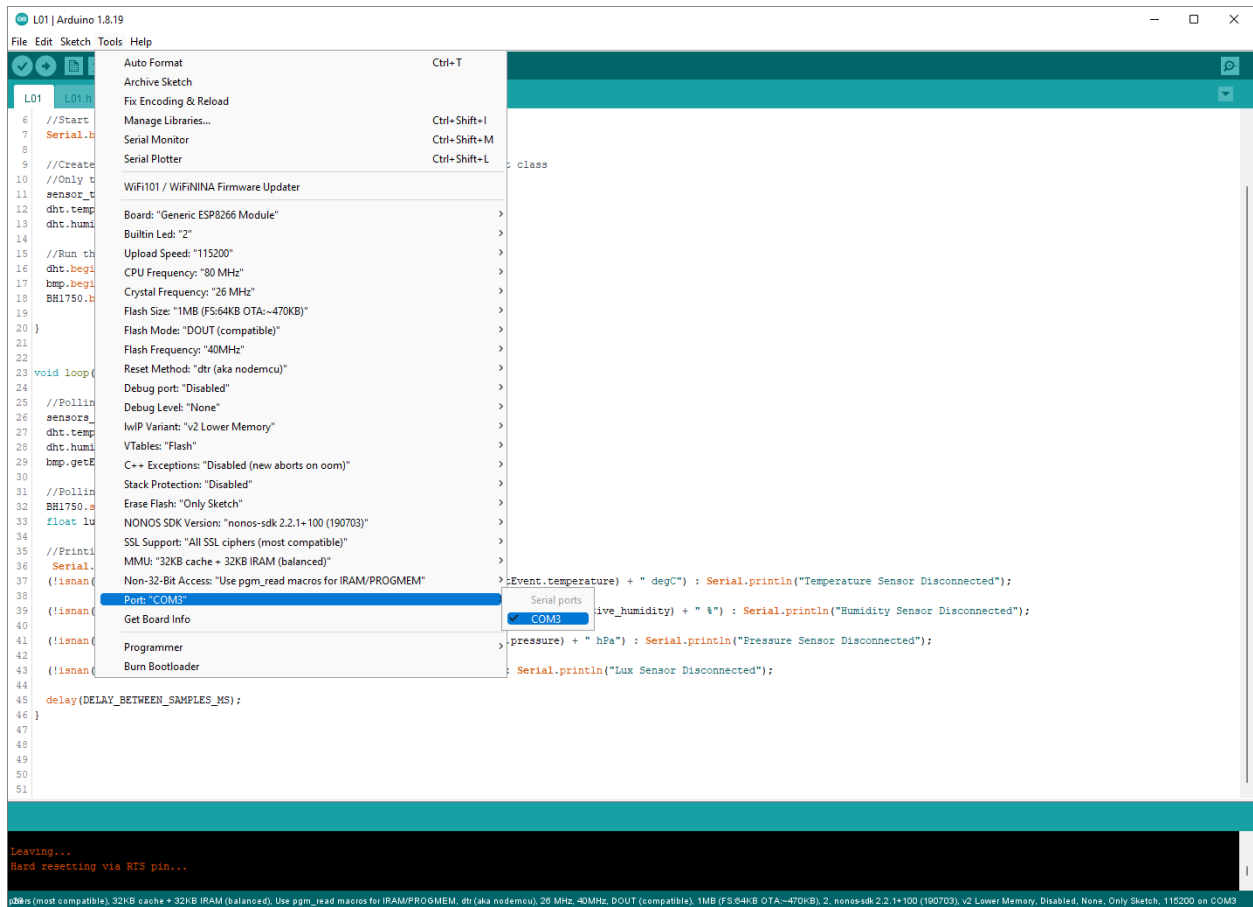 L01 | Arduino 1.8.19
File Edit Sketch Tools Help
L01 L01.h
Auto Format Ctrl+T
Archive Sketch
Fix Encoding & Reload
Manage Libraries... Ctrl+Shift+I
Serial Monitor Ctrl+Shift+M
Serial Plotter Ctrl+Shift+L
WiFi101 / WiFiNINA Firmware Updater
Board: "Generic ESP8266 Module"
Builtin Led: "2"
Upload Speed: "115200"
CPU Frequency: "80 MHz"
Crystal Frequency: "26 MHz"
Flash Size: "1MB (FS:64KB OTA:~470KB)"
Flash Mode: "DOUT (compatible)"
Flash Frequency: "40MHz"
Reset Method: "dtr (aka nodemcu)"
Debug port: "Disabled"
Debug Level: "None"
lwIP Variant: "v2 Lower Memory"
VTables: "Flash"
C++ Exceptions: "Disabled (new aborts on oom)"
Stack Protection: "Disabled"
Erase Flash: "Only Sketch"
NONOS SDK Version: "nonos-sdk 2.2.1+100 (190703)"
SSL Support: "All SSL ciphers (most compatible)"
MMU: "32KB cache + 32KB IRAM (balanced)"
Non-32-Bit Access: "Use pgm_read macros for IRAM/PROGMEM"
Port: "COM3"
Get Board Info
Programmer
Burn Bootloader
Serial ports
COM3
6 //Start
7 Serial.b
8
9 //Create t class
10 //Only t
11 sensor_t
12 dht.temp
13 dht.humi
14
15 //Run th
16 dht.begi
17 bmp.begi
18 BH1750.b
19
20 }
21
22
23 void loop(
24
25 //Pollin
26 sensors_
27 dht.temp
28 dht.humi
29 bmp.getE
30
31 //Pollin
32 BH1750.s
33 float lu
34
35 //Printi
36 Serial.
37 (!isnan( tEvent.temperature) + " degC") : Serial.println("Temperature Sensor Disconnected");
38
39 (!isnan( ive_humidity) + " %") : Serial.println("Humidity Sensor Disconnected");
40
41 (!isnan( .pressure) + " hPa") : Serial.println("Pressure Sensor Disconnected");
42
43 (!isnan( : Serial.println("Lux Sensor Disconnected");
44
45 delay(DELAY_BETWEEN_SAMPLES_MS);
46 }
47
48
49
50
51
Leaving...
Hard resetting via RTS pin...
(most compatible), 32KB cache + 32KB IRAM (balanced), Use pgm_read macros for IRAM/PROGMEM, dtr (aka nodemcu), 26 MHz, 40MHz, DOUT (compatible), 1MB (FS:64KB OTA:~470KB), 2, nonos-sdk 2.2.1+100 (190703), v2 Lower Memory, Disabled, None, Only Sketch, 115200 on COM3